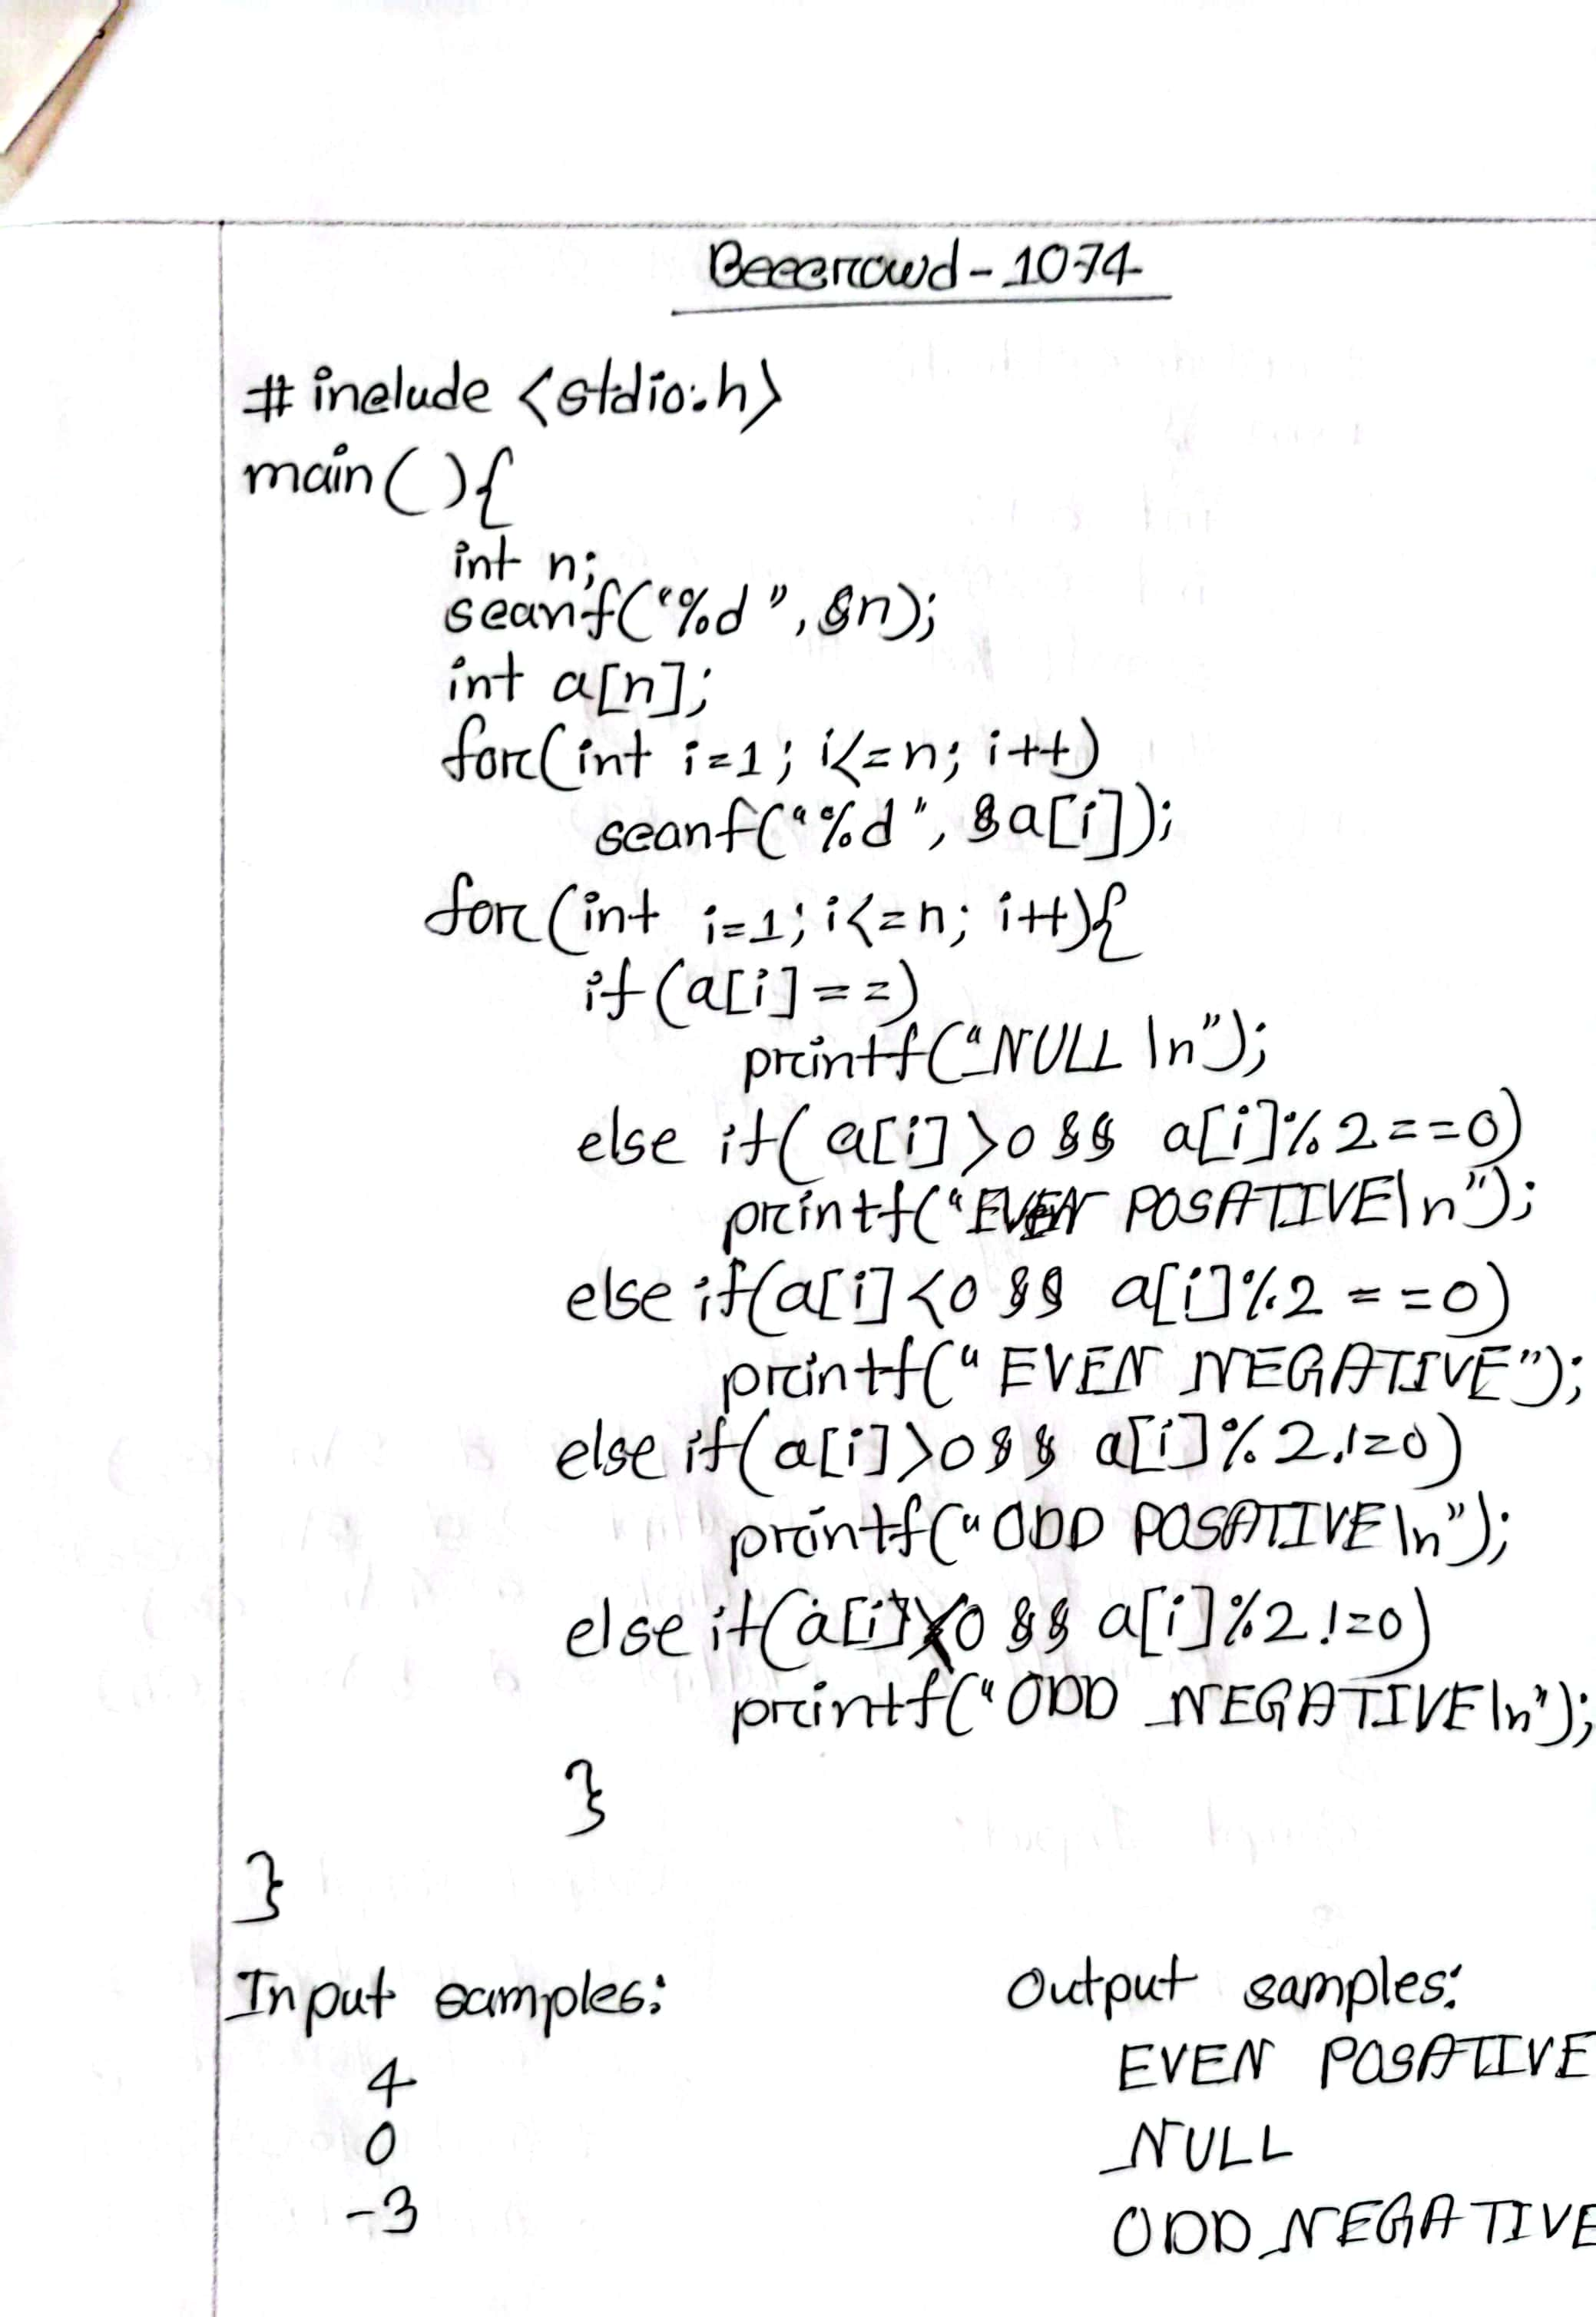 Beecrowd - 1074
# include <stdio.h>
main(){
int n;
scanf("%d", &n);
int a[n];
for(int i=1; i<=n; i++)
scanf("%d", &a[i]);
for(int i=1; i<=n; i++){
if(a[i]==)
printf("NULL \n");
else if(a[i]>0 && a[i]%2==0)
printf("EVEN POSATIVE\n");
else if(a[i]<0 && a[i]%2==0)
printf("EVEN NEGATIVE");
else if(a[i]>0 && a[i]%2!=0)
printf("ODD POSATIVE\n");
else if(a[i]<0 && a[i]%2!=0)
printf("ODD NEGATIVE\n");
}
}
Input samples:
Output samples:
4
EVEN POSATIVE
0
NULL
-3
ODD NEGATIVE